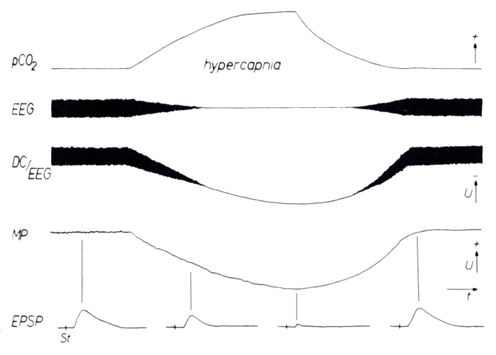 pCO2
+
hypercapnia
EEG
DC/EEG
-
U
MP
+
U
t
EPSP
St